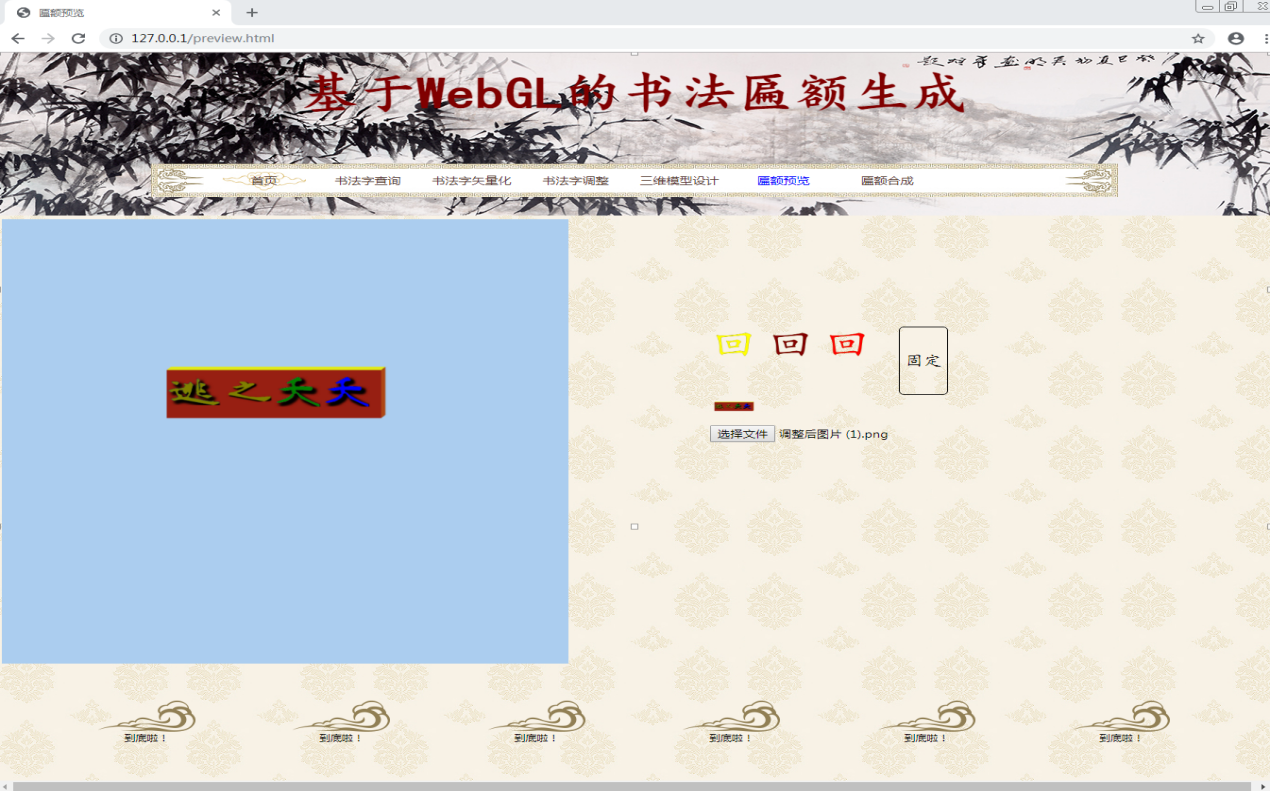 匾额预览
127.0.0.1/preview.html
基于WebGL的书法匾额生成
首页 书法字查询 书法字矢量化 书法字调整 三维模型设计 匾额预览 匾额合成
逃之夭夭
回 回 回 固定
选择文件 调整后图片 (1).png
到底啦！ 到底啦！ 到底啦！ 到底啦！ 到底啦！ 到底啦！